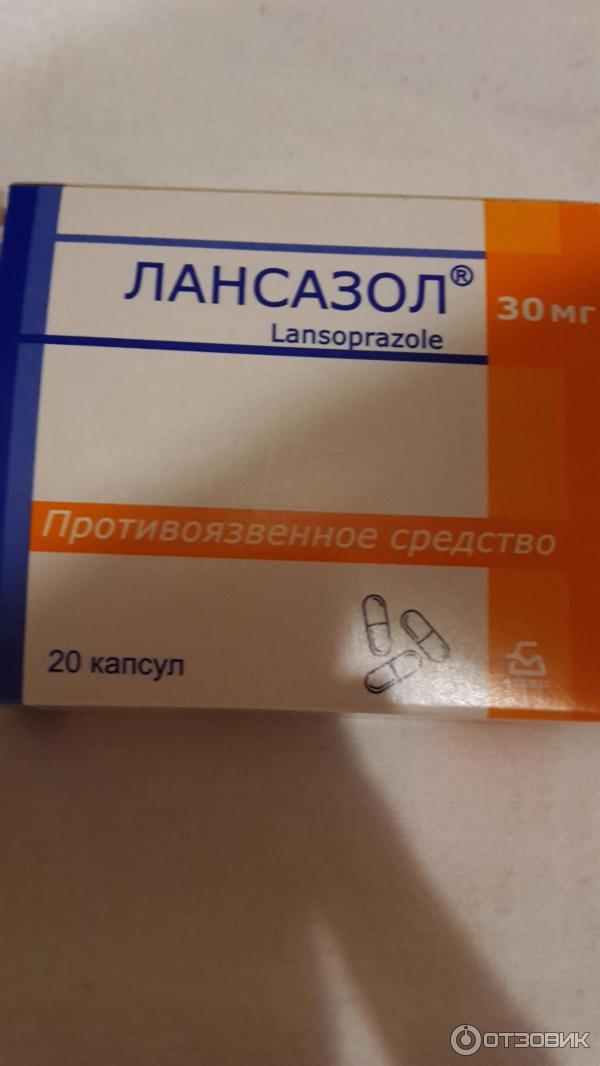 ЛАНСАЗОЛ®
30 мг
Lansoprazole
Противоязвенное средство
20 капсул
ОТЗОВИК